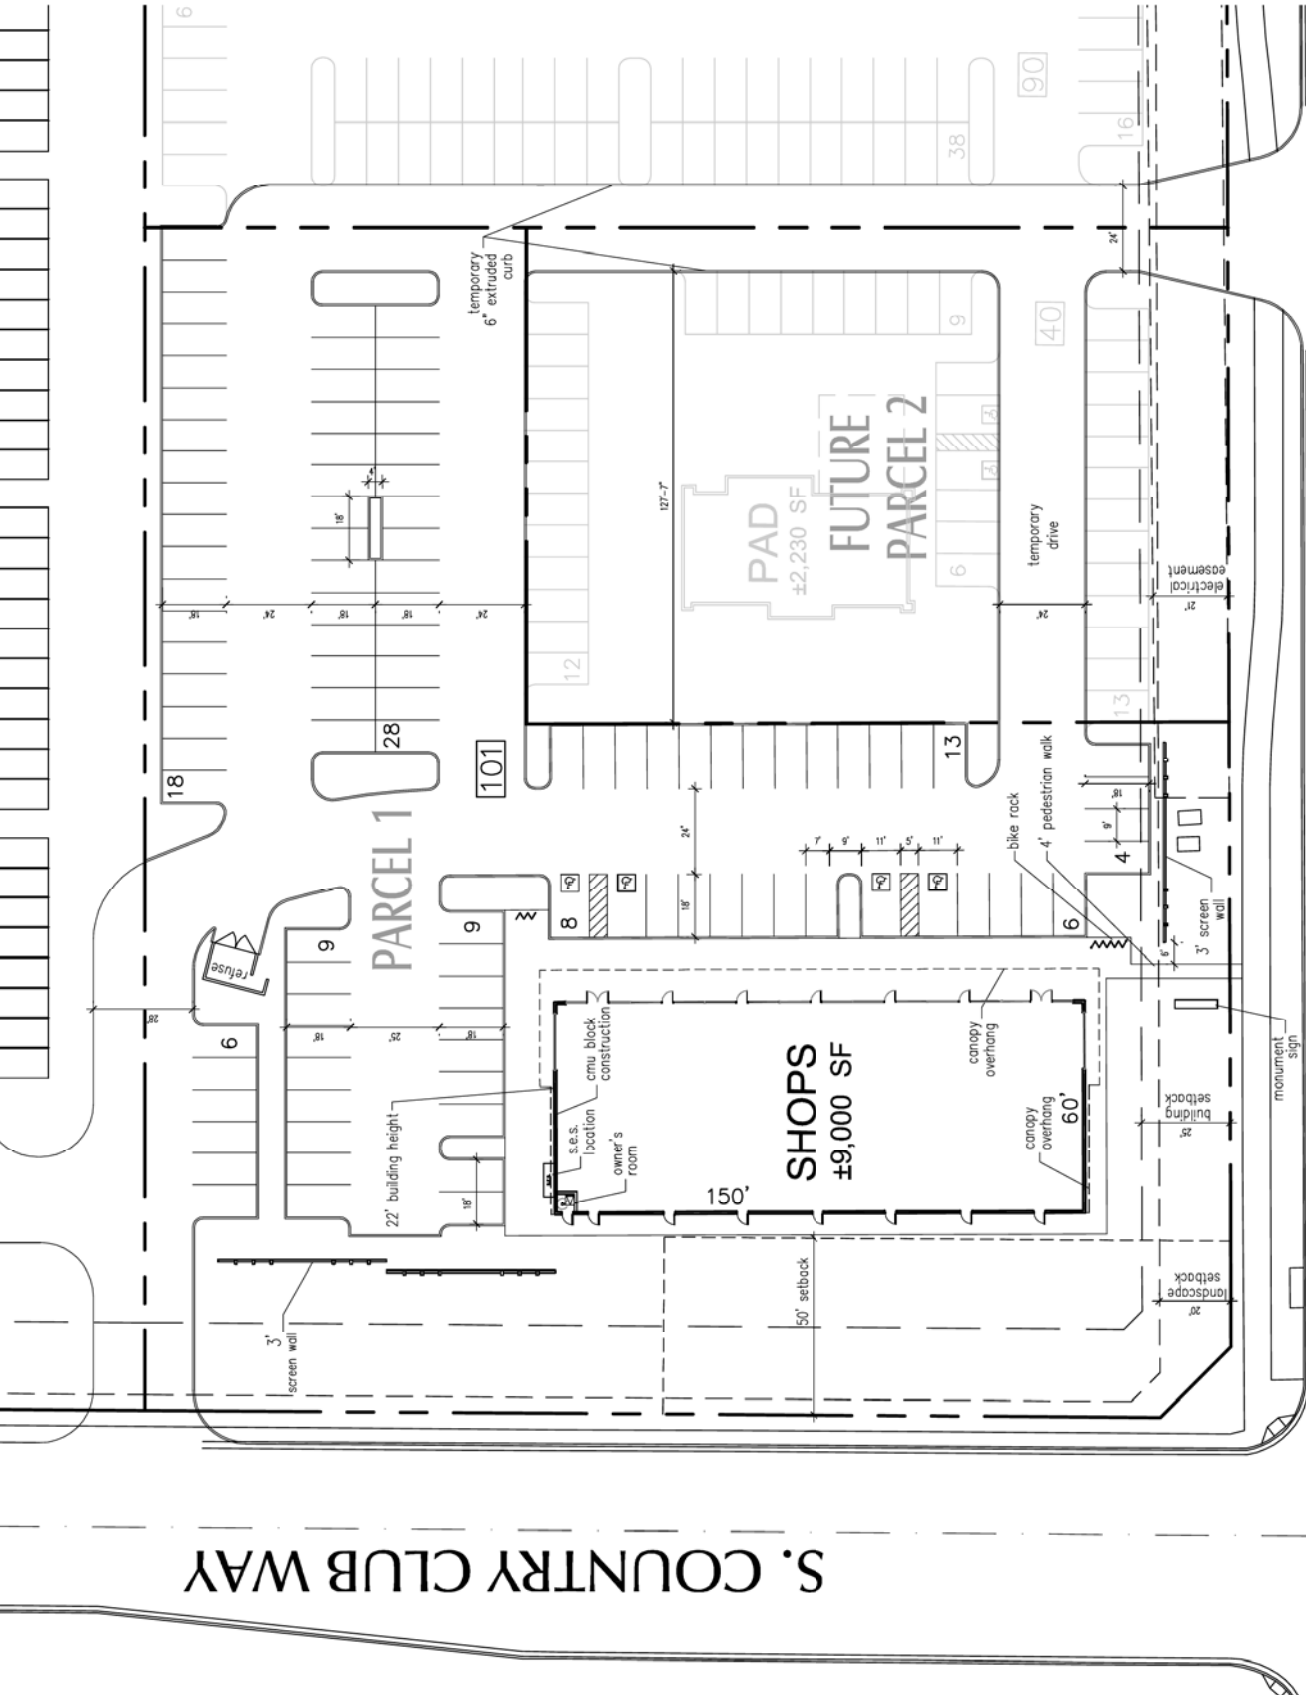 6
90
38
16
temporary
6" extruded
curb
24'
40
9
4'
18'
127'-7"
FUTURE
PARCEL 2
PAD
±2,230 SF
temporary
drive
6
electrical
easement
21'
18'
24'
18'
18'
24'
24'
12
13
28
18
101
13
PARCEL 1
bike rack
4' pedestrian walk
18'
9'
4
24'
7'
9'
11'
5'
11'
18'
8
6
9
9
3' screen
wall
6'
refuse
28'
6
18'
25'
18'
cmu block
construction
canopy
overhang
monument
sign
SHOPS
±9,000 SF
60'
s.e.s.
location
owner's
room
canopy
overhang
building
setback
25'
22' building height
18'
150'
50' setback
landscape
setback
20'
3'
screen wall
S. COUNTRY CLUB WAY